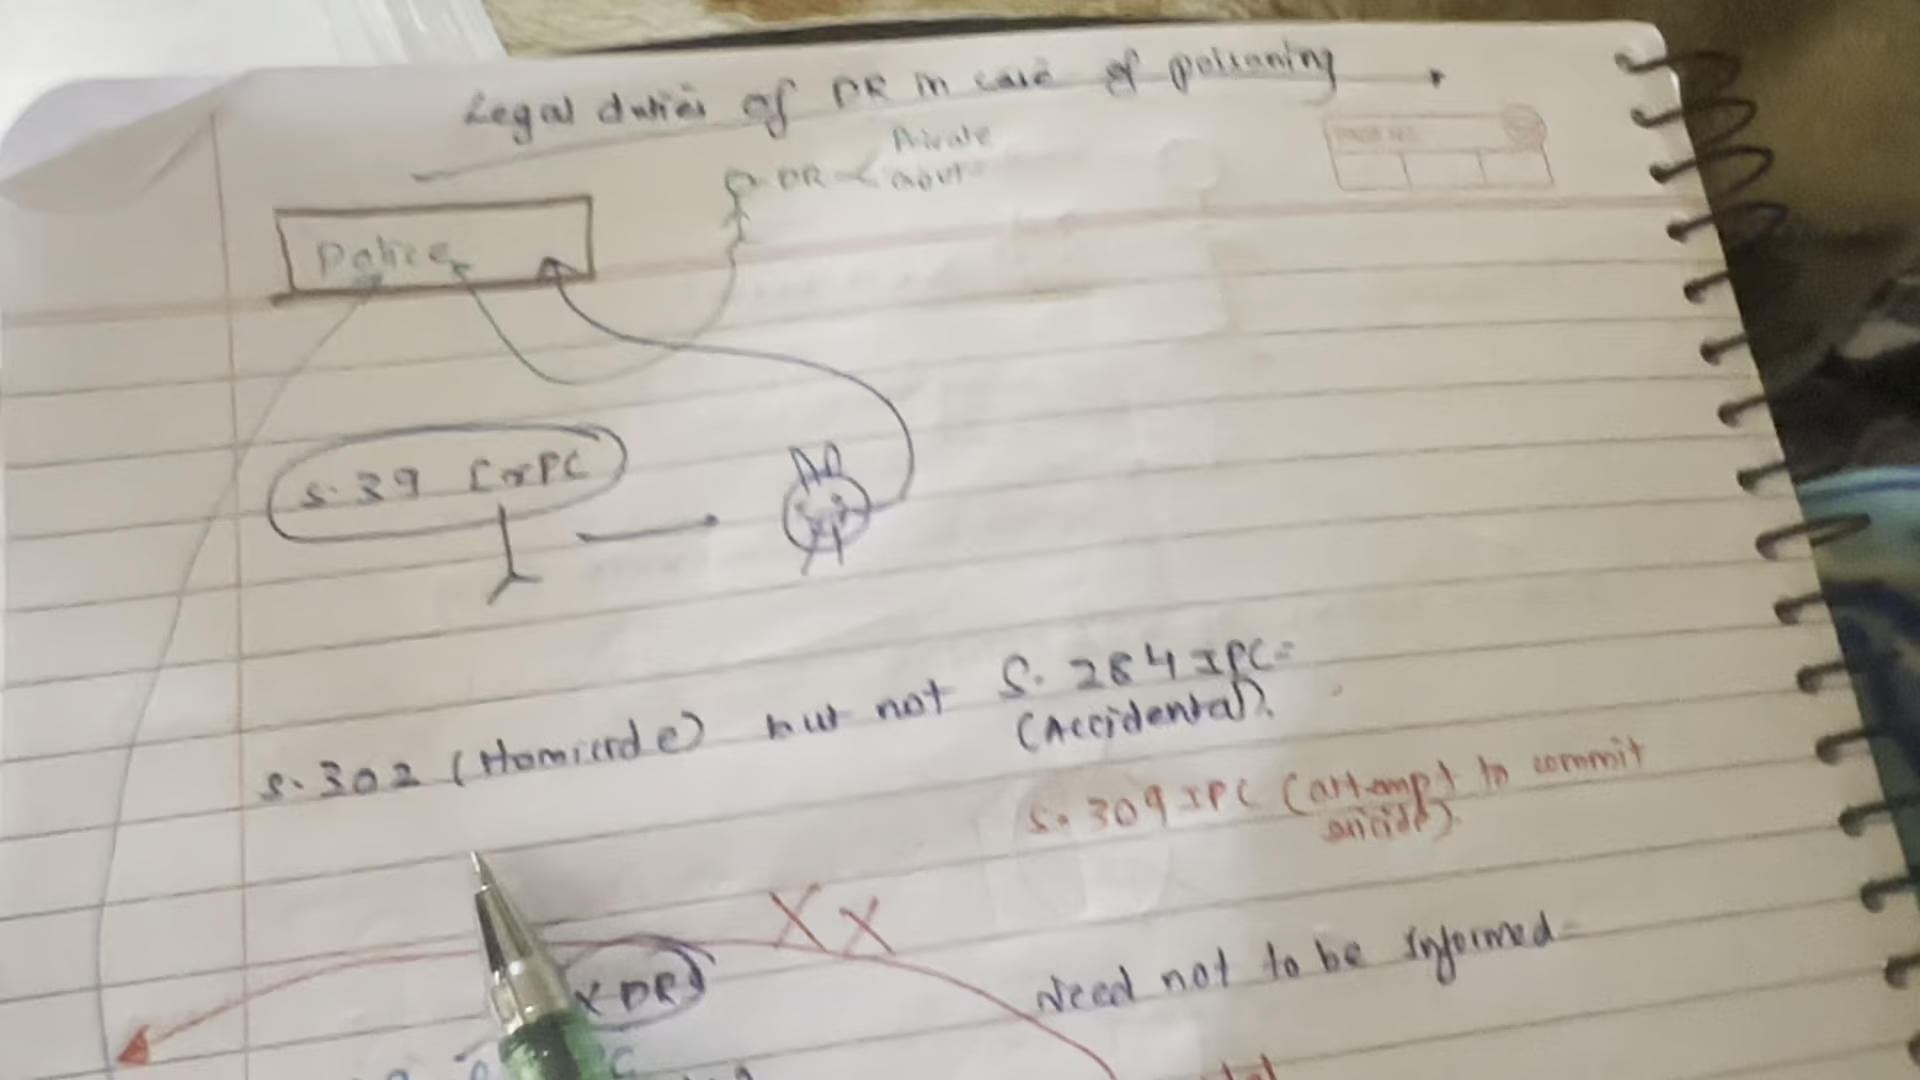 Legal duties of DR in case of poisoning
Private
DR < Govt
Police
S.39 CrPC
S. 284 IPC
S. 302 (Homicide) but not (Accidental).
S. 309 IPC (attempt to commit
suicide).
XX
Need not to be Informed
DR